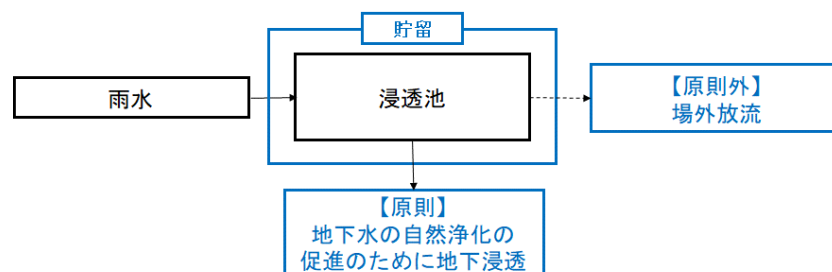 貯留
雨水
浸透池
【原則外】
場外放流
【原則】
地下水の自然浄化の
促進のために地下浸透